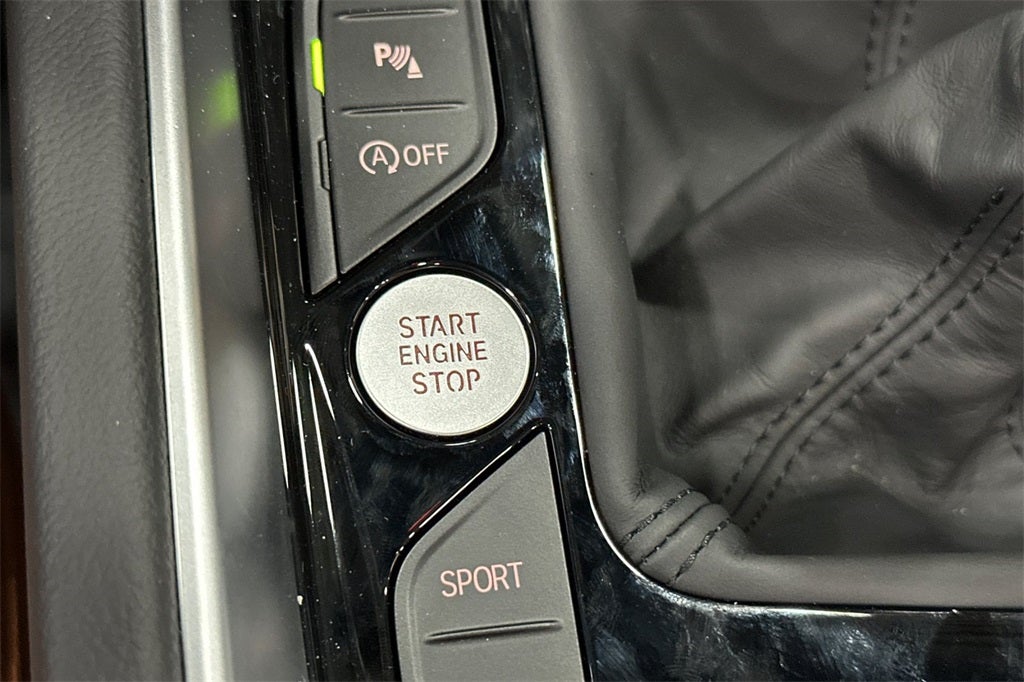 P
A OFF
START
ENGINE
STOP
SPORT